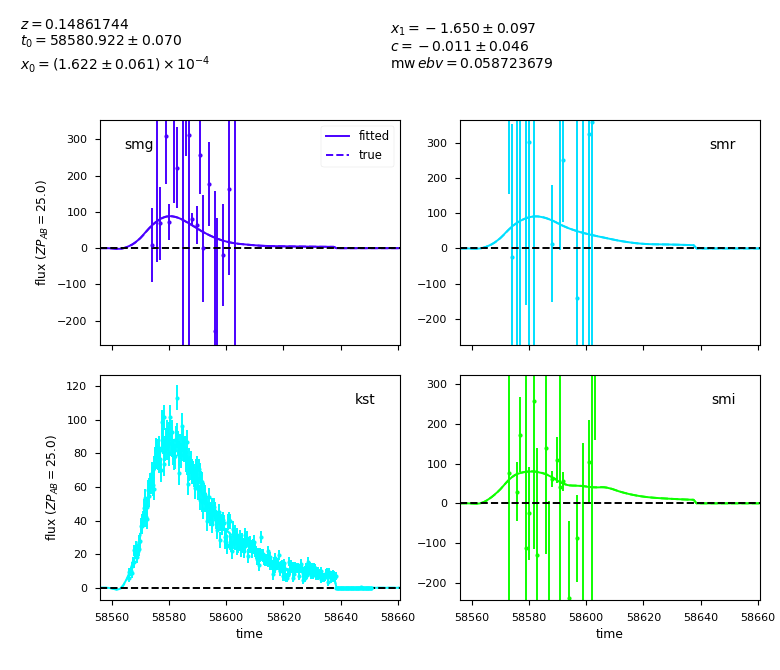 z = 0.14861744
t0 = 58580.922 ± 0.070
x0 = (1.622 ± 0.061) × 10^-4
x1 = −1.650 ± 0.097
c = −0.011 ± 0.046
mw ebv = 0.058723679
300
200
100
0
−100
−200
flux (ZP_AB = 25.0)
smg
fitted
true
300
200
100
0
−100
−200
smr
120
100
80
60
40
20
0
flux (ZP_AB = 25.0)
kst
58560 58580 58600 58620 58640 58660
time
300
200
100
0
−100
−200
smi
58560 58580 58600 58620 58640 58660
time